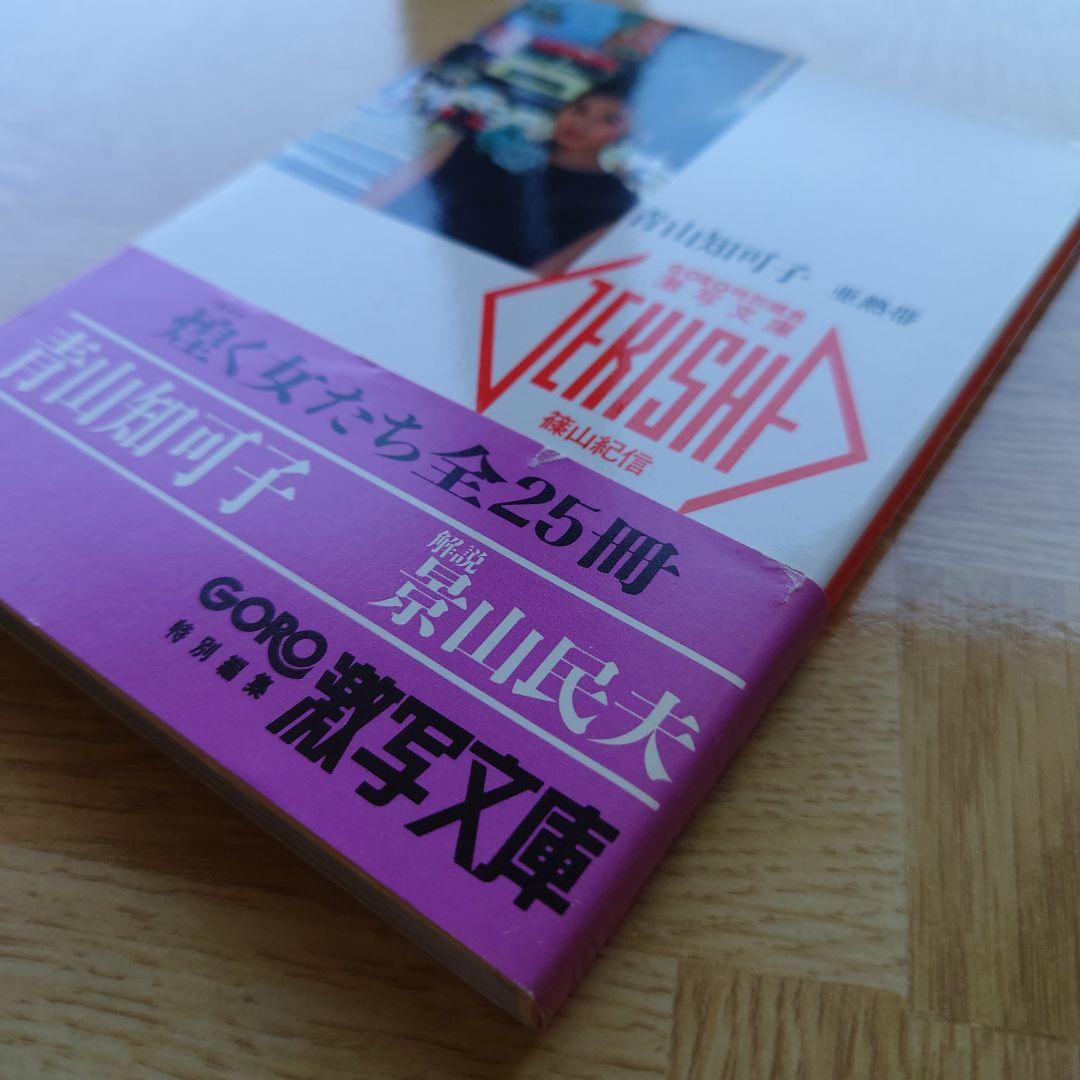 青山知可子 亜熱帯
GORO特別編集
激写文庫
GEKISHA
篠山紀信
煌く女たち 全25冊
青山知可子
解説
景山民夫
GORO
特別編集
激写文庫